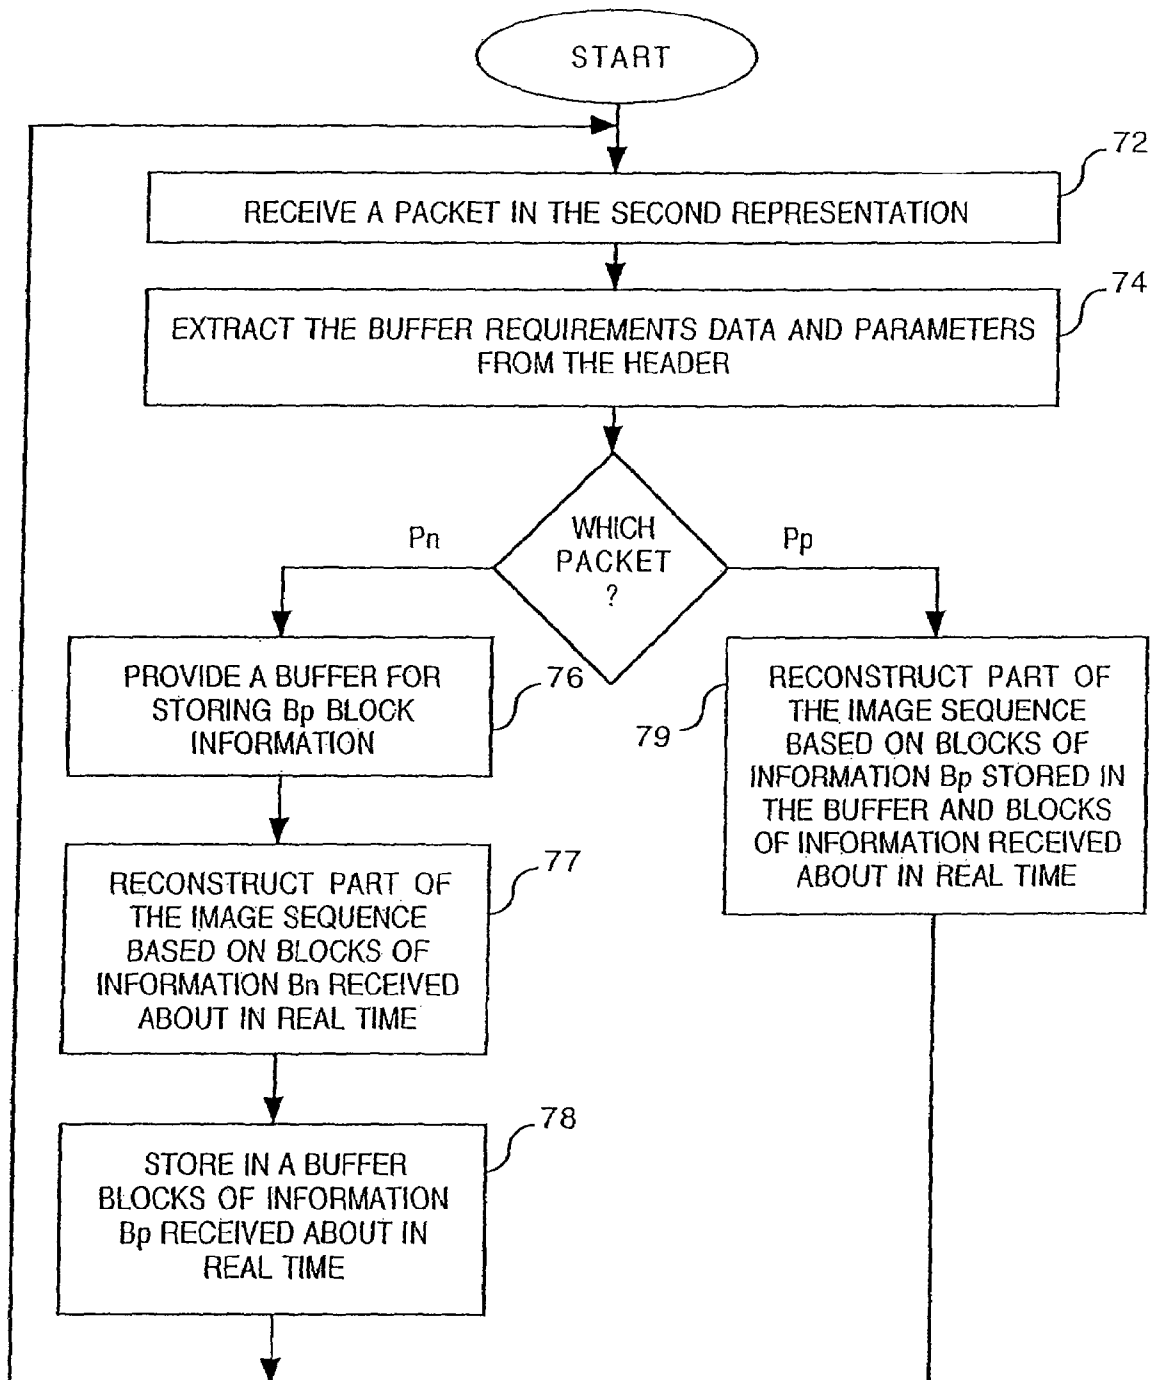 START
72
RECEIVE A PACKET IN THE SECOND REPRESENTATION
74
EXTRACT THE BUFFER REQUIREMENTS DATA AND PARAMETERS
FROM THE HEADER
Pn
WHICH
PACKET
?
Pp
PROVIDE A BUFFER FOR
STORING Bp BLOCK
INFORMATION
76
79
RECONSTRUCT PART OF
THE IMAGE SEQUENCE
BASED ON BLOCKS OF
INFORMATION Bp STORED IN
THE BUFFER AND BLOCKS
OF INFORMATION RECEIVED
ABOUT IN REAL TIME
77
RECONSTRUCT PART OF
THE IMAGE SEQUENCE
BASED ON BLOCKS OF
INFORMATION Bn RECEIVED
ABOUT IN REAL TIME
78
STORE IN A BUFFER
BLOCKS OF INFORMATION
Bp RECEIVED ABOUT IN
REAL TIME